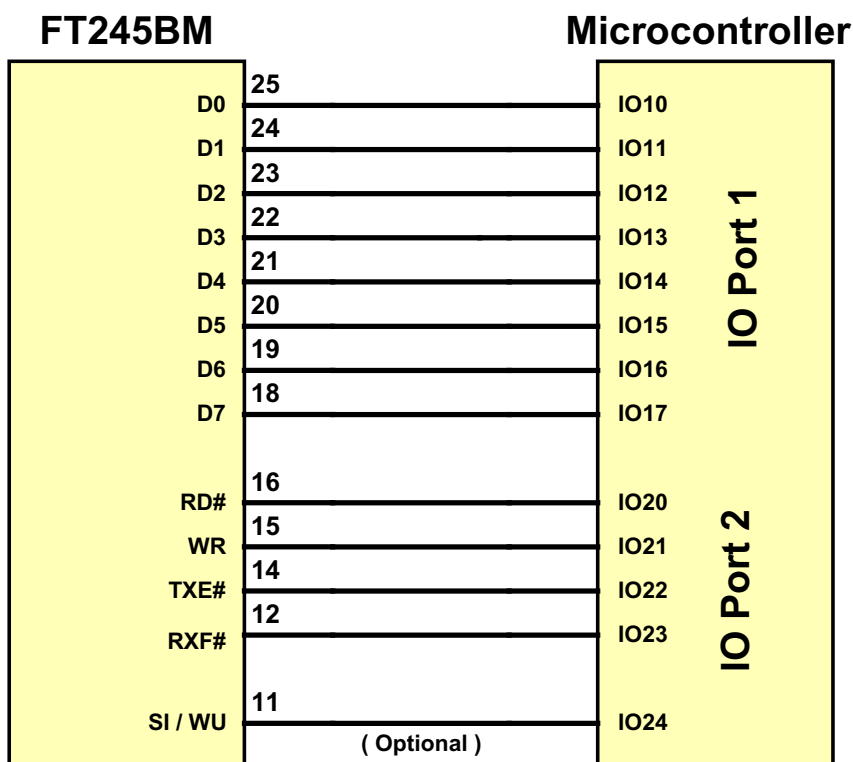 FT245BM Microcontroller
25
D0 IO10
24
D1 IO11
23
D2 IO12
22
D3 IO13
21
D4 IO14
20
D5 IO15
19
D6 IO16
18
D7 IO17
IO Port 1
16
RD# IO20
15
WR IO21
14
TXE# IO22
12
RXF# IO23
11
SI / WU IO24
( Optional )
IO Port 2